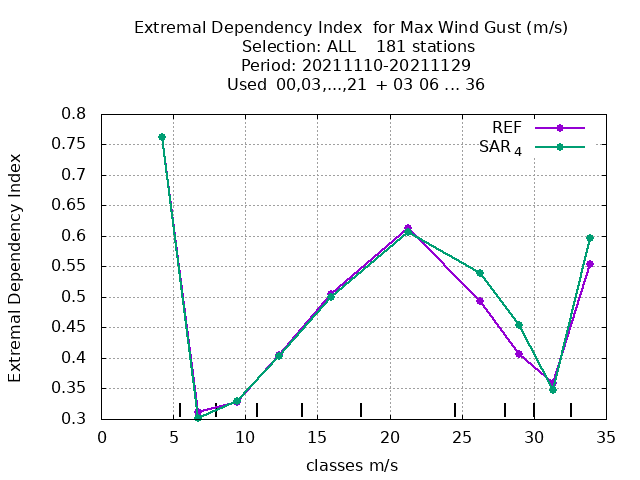 Extremal Dependency Index  for Max Wind Gust (m/s)
Selection: ALL    181 stations
Period: 20211110-20211129
Used  00,03,...,21  + 03 06 ... 36
REF
SAR 4
0.8
0.75
0.7
0.65
0.6
0.55
0.5
0.45
0.4
0.35
0.3
Extremal Dependency Index
0 5 10 15 20 25 30 35
classes m/s